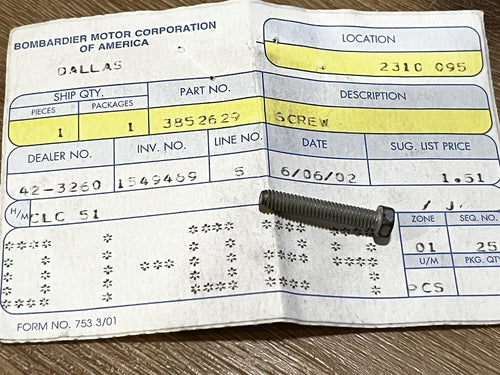 BOMBARDIER MOTOR CORPORATION
OF AMERICA
DALLAS
LOCATION
2310 095
SHIP QTY.
PIECES PACKAGES
PART NO.
DESCRIPTION
1 1 3852629 SCREW
DEALER NO. INV. NO. LINE NO. DATE SUG. LIST PRICE
42-3260 1549469 5 6/06/02 1.51
H/M CLC 51
ZONE SEQ. NO.
01 25
U/M PKG. QTY
PCS
FORM NO. 753 3/01